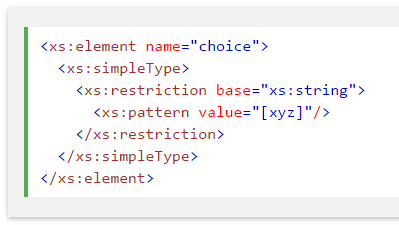 <xs:element name="choice">
  <xs:simpleType>
    <xs:restriction base="xs:string">
      <xs:pattern value="[xyz]"/>
    </xs:restriction>
  </xs:simpleType>
</xs:element>